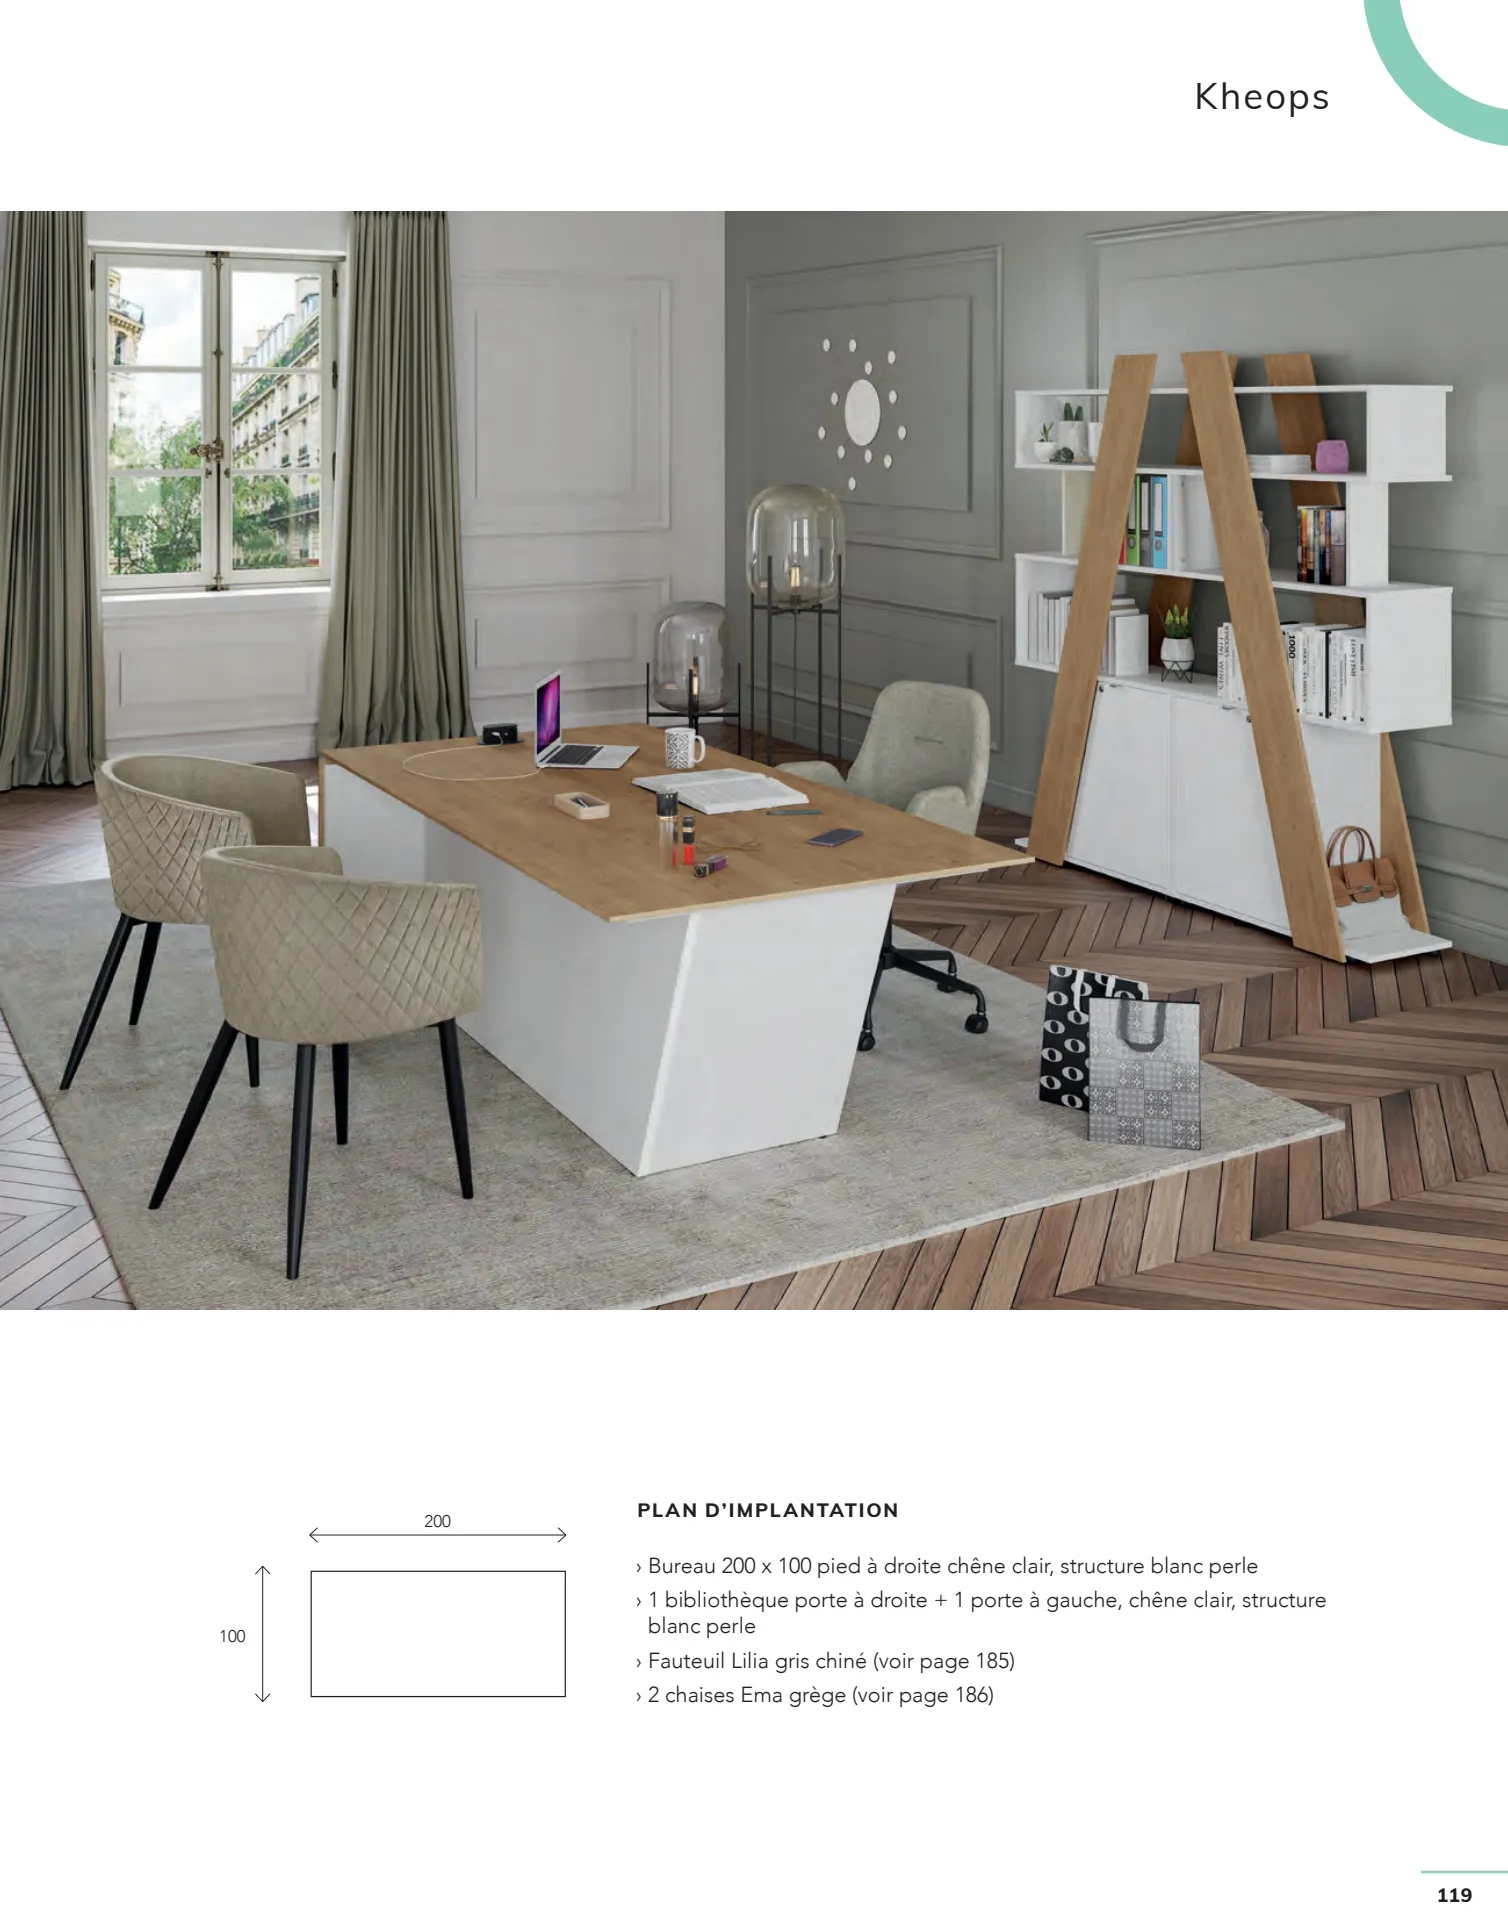 Kheops
1000
200
100
PLAN D'IMPLANTATION
› Bureau 200 x 100 pied à droite chêne clair, structure blanc perle
› 1 bibliothèque porte à droite + 1 porte à gauche, chêne clair, structure
blanc perle
› Fauteuil Lilia gris chiné (voir page 185)
› 2 chaises Ema grège (voir page 186)
119